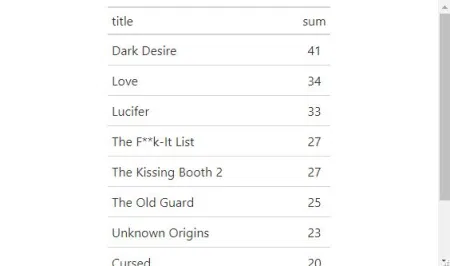 title sum
Dark Desire 41
Love 34
Lucifer 33
The F**k-It List 27
The Kissing Booth 2 27
The Old Guard 25
Unknown Origins 23
Cursed 20